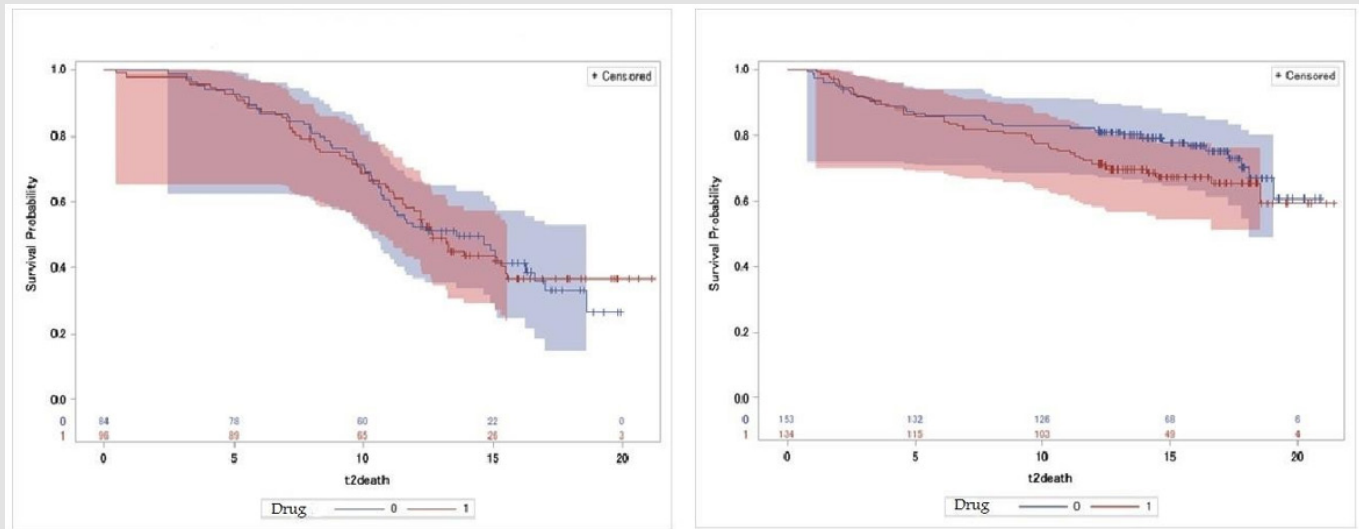 1.0
+ Censored
0.8
0.6
Survival Probability
0.4
0.2
0.0
0 84 78 60 22 0
1 96 89 65 26 3
0 5 10 15 20
t2death
Drug 0 1
1.0
+ Censored
0.8
0.6
Survival Probability
0.4
0.2
0.0
0 153 132 126 68 6
1 134 115 103 49 4
0 5 10 15 20
t2death
Drug 0 1